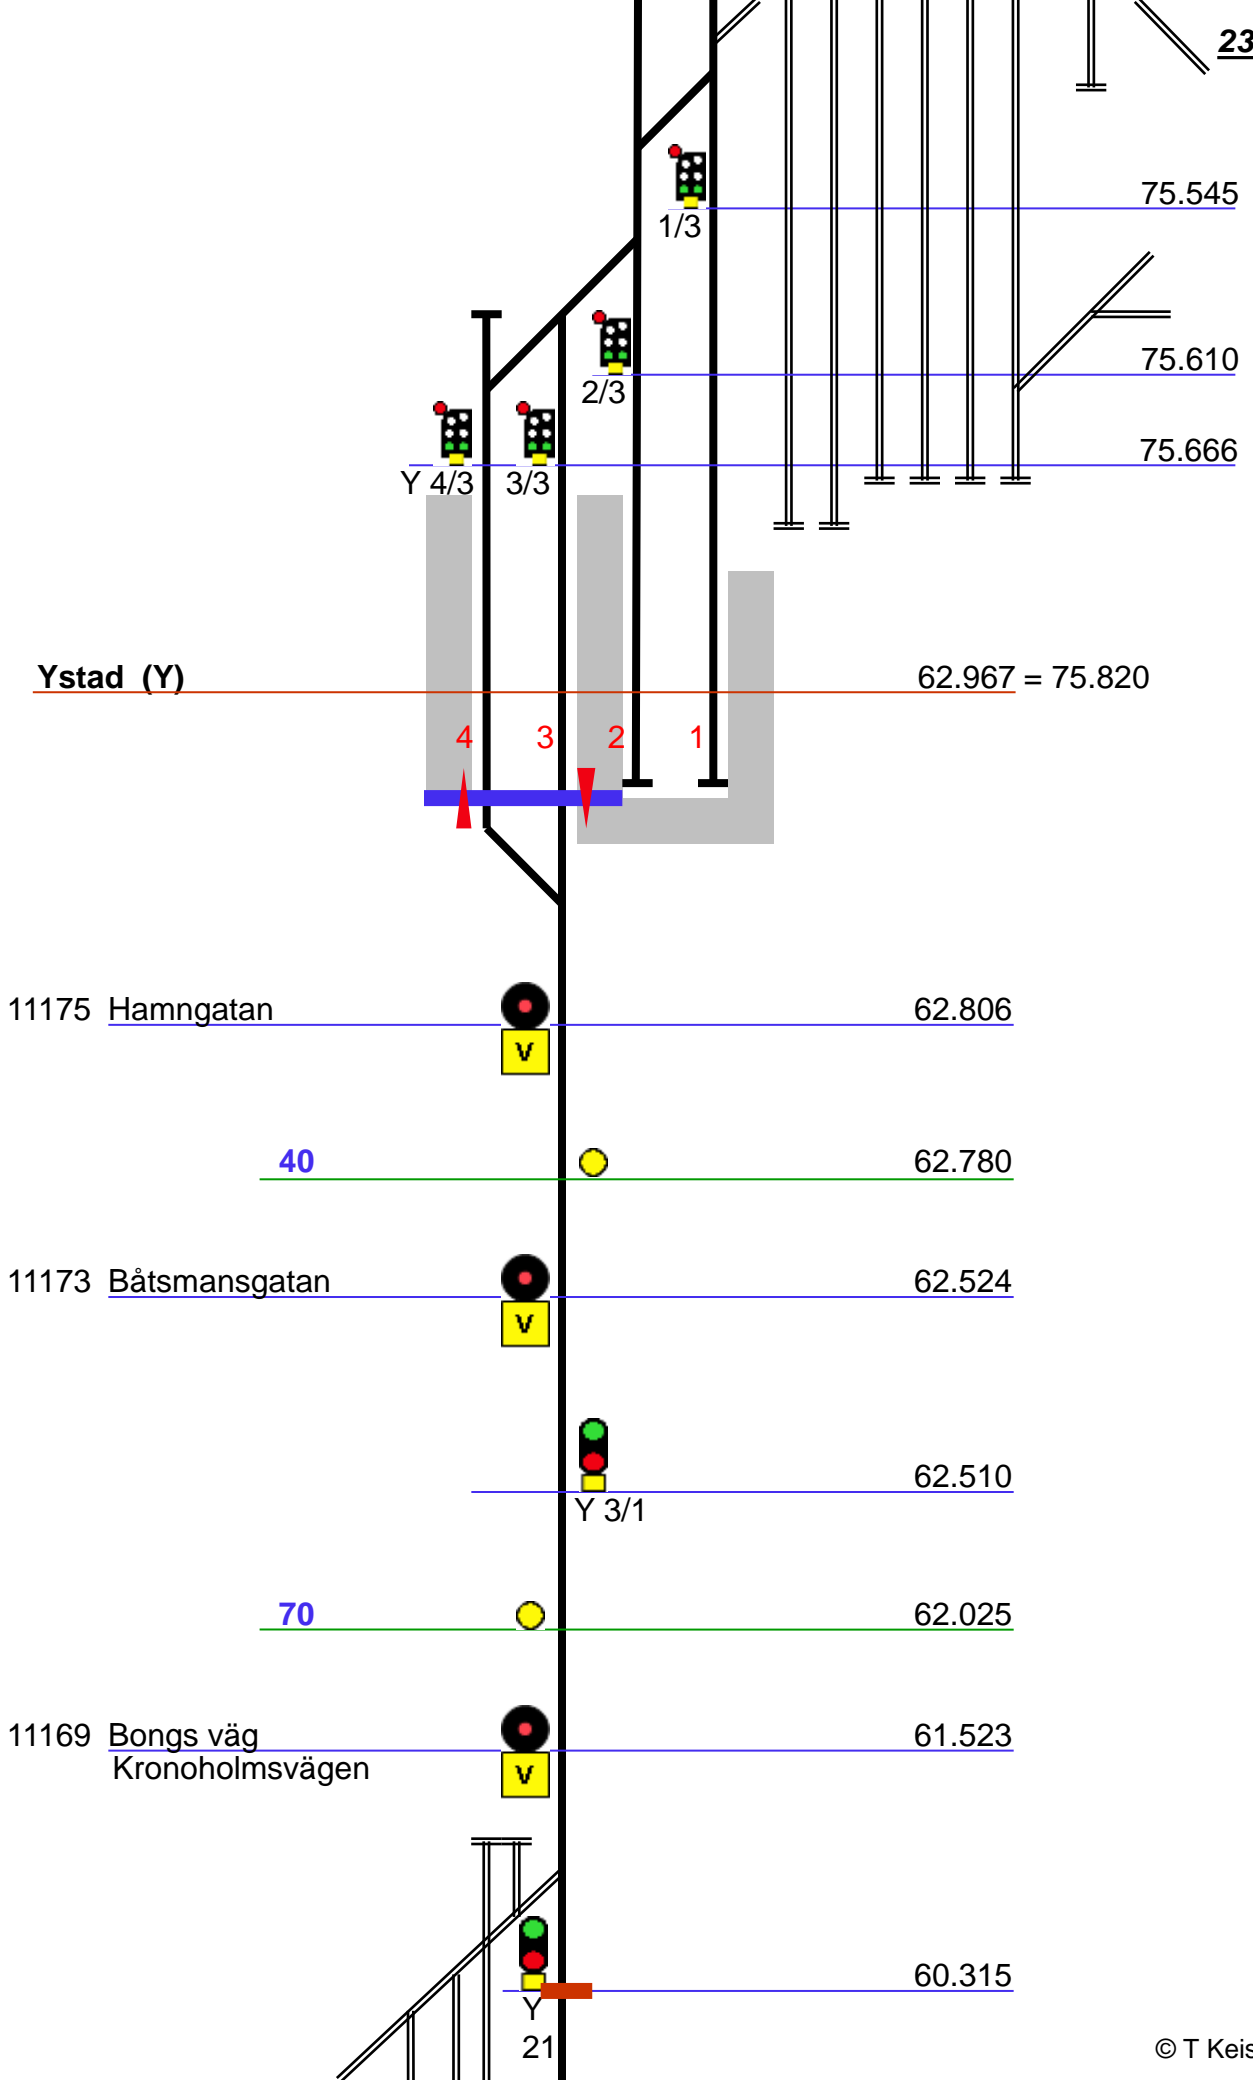 23
75.545
1/3
75.610
2/3
75.666
Y 4/3 3/3
Ystad (Y) 62.967 = 75.820
4 3 2 1
11175 Hamngatan 62.806
V
40 62.780
11173 Båtsmansgatan 62.524
V
62.510
Y 3/1
70 62.025
11169 Bongs väg 61.523
Kronoholmsvägen
V
60.315
Y
21
© T Keis